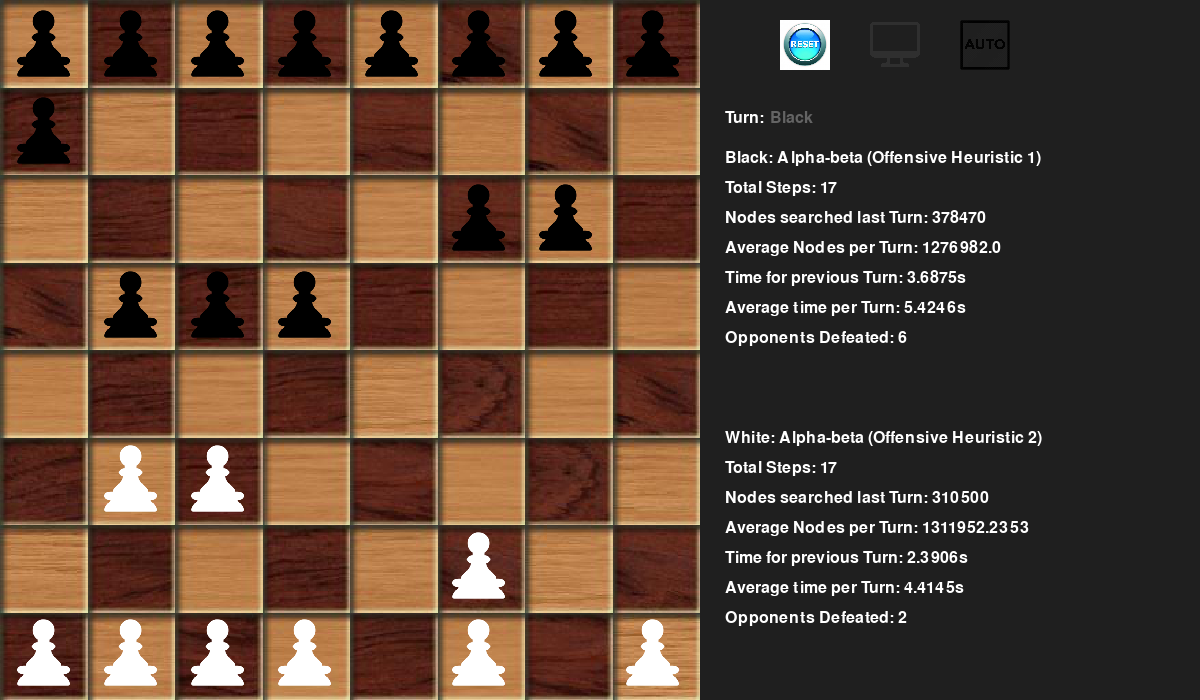 RESET
AUTO
Turn: Black
Black: Alpha-beta (Offensive Heuristic 1)
Total Steps: 17
Nodes searched last Turn: 378470
Average Nodes per Turn: 1276982.0
Time for previous Turn: 3.6875s
Average time per Turn: 5.4246s
Opponents Defeated: 6
White: Alpha-beta (Offensive Heuristic 2)
Total Steps: 17
Nodes searched last Turn: 310500
Average Nodes per Turn: 1311952.2353
Time for previous Turn: 2.3906s
Average time per Turn: 4.4145s
Opponents Defeated: 2